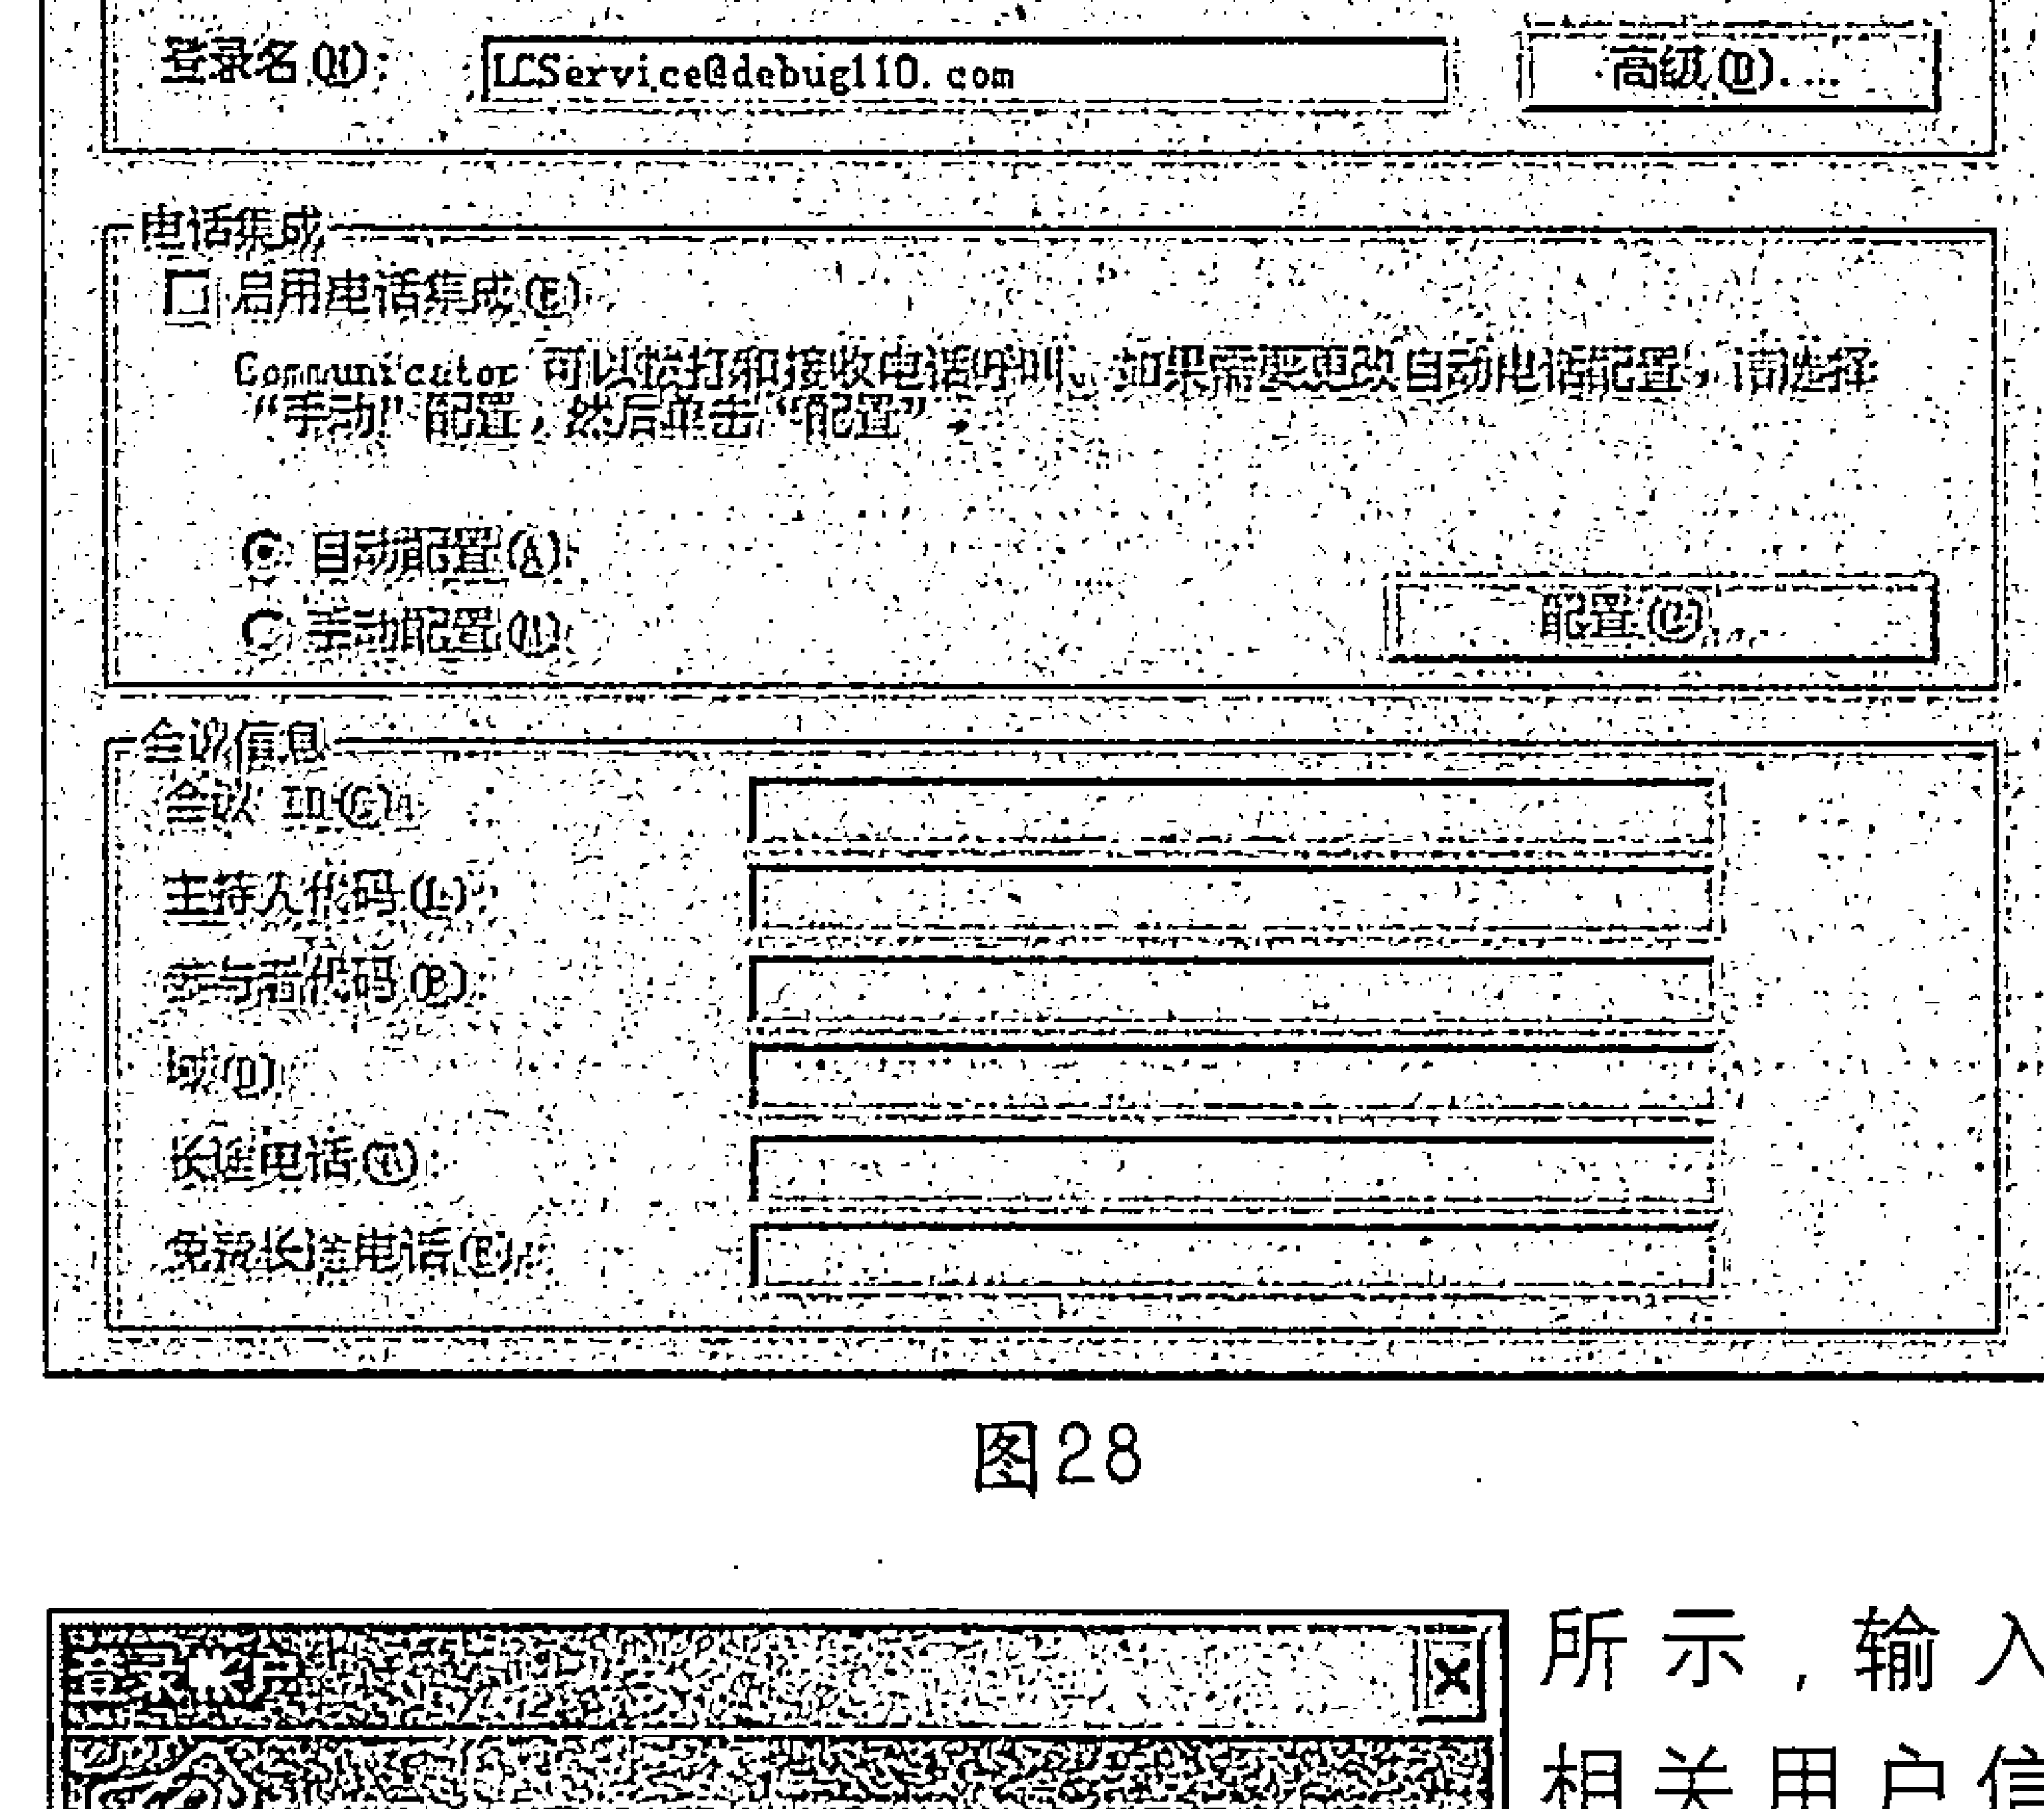 登录名(N):
LCService@debug110.com
高级(D)...
电话集成
启用电话集成(E)
Communicator 可以拨打和接收电话呼叫。如果需要更改自动电话配置，请选择
“手动”配置，然后单击“配置”。
自动配置(A)
手动配置(M)
配置(U)...
会议信息
会议 ID(C):
主持人代码(L):
参与者代码(P)
域(I)
长途电话(T):
免费长途电话(F):
图28
登录帐户
所示,输入
相关用户信